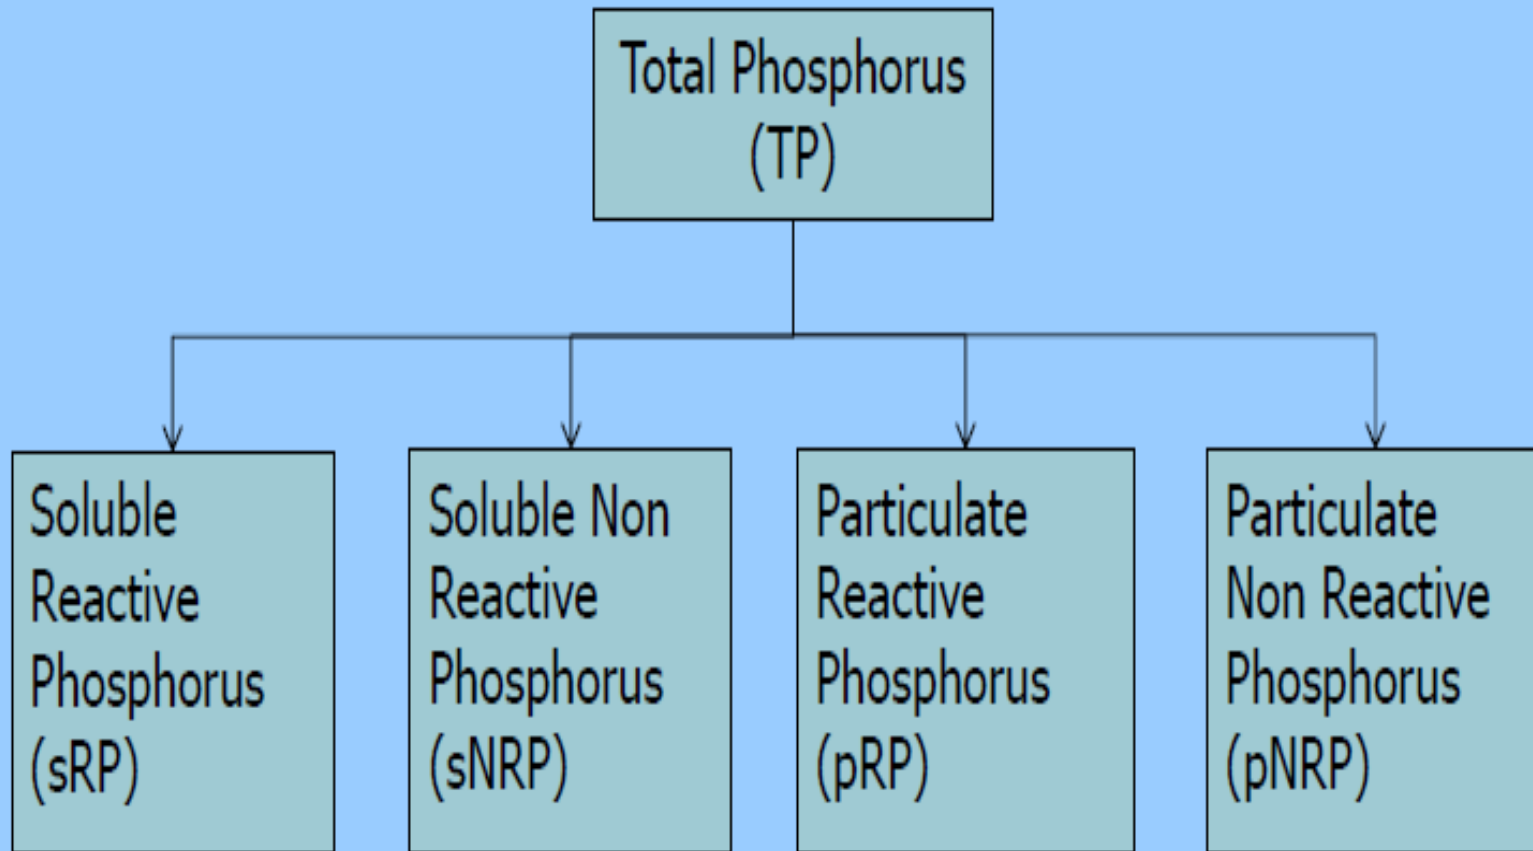 Total Phosphorus
(TP)
Soluble
Reactive
Phosphorus
(sRP)
Soluble Non
Reactive
Phosphorus
(sNRP)
Particulate
Reactive
Phosphorus
(pRP)
Particulate
Non Reactive
Phosphorus
(pNRP)